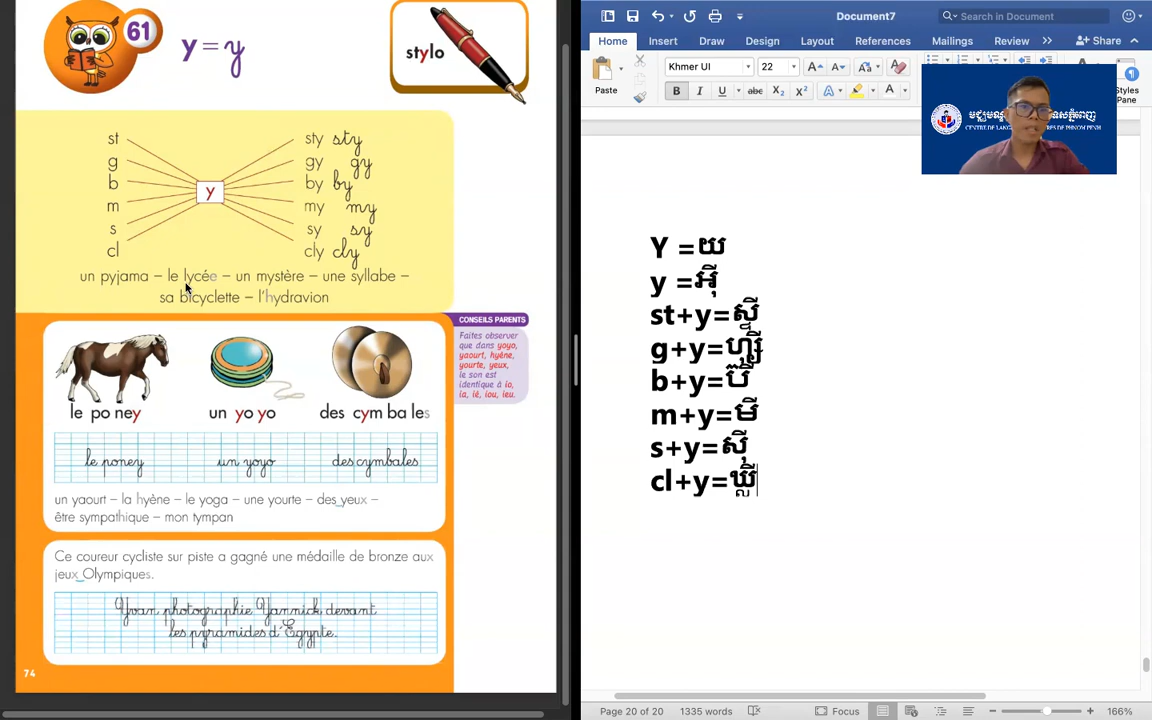 61
y = y
stylo
st
g
b
m
s
cl
y
sty sty
gy gy
by by
my my
sy sy
cly cly
un pyjama – le lycée – un mystère – une syllabe –
sa bicyclette – l'hydravion
le po ney
un yo yo
des cym ba les
le poney
un yoyo
des cymbales
un yaourt – la hyène – le yoga – une yourte – des yeux –
être sympathique – mon tympan
CONSEILS PARENTS
Faites observer
que dans yoyo,
yaourt, hyène,
yourte, yeux,
le son est
identique à io,
ia, iè, iou, ieu.
Ce coureur cycliste sur piste a gagné une médaille de bronze aux
jeux Olympiques.
Yvan photographie Yannick devant
les pyramides d'Égypte.
74
Document7
Search in Document
Home Insert Draw Design Layout References Mailings Review Share
Paste
Khmer UI 22
B I U abc X₂ X² A A
Styles
Pane
Y =យ
y =អ៊ី
st+y=ស្ទី
g+y=ហ្ស៊ី
b+y=ប៊ី
m+y=មី
s+y=ស៊ី
cl+y=ឃ្លី
Page 20 of 20 1335 words Focus 166%